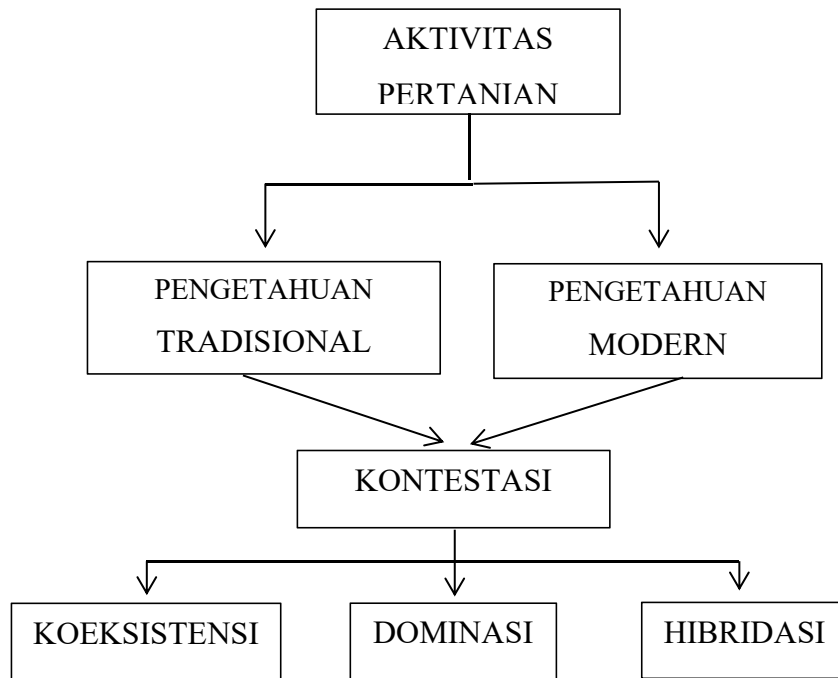 AKTIVITAS
PERTANIAN
PENGETAHUAN
TRADISIONAL
PENGETAHUAN
MODERN
KONTESTASI
KOEKSISTENSI
DOMINASI
HIBRIDASI